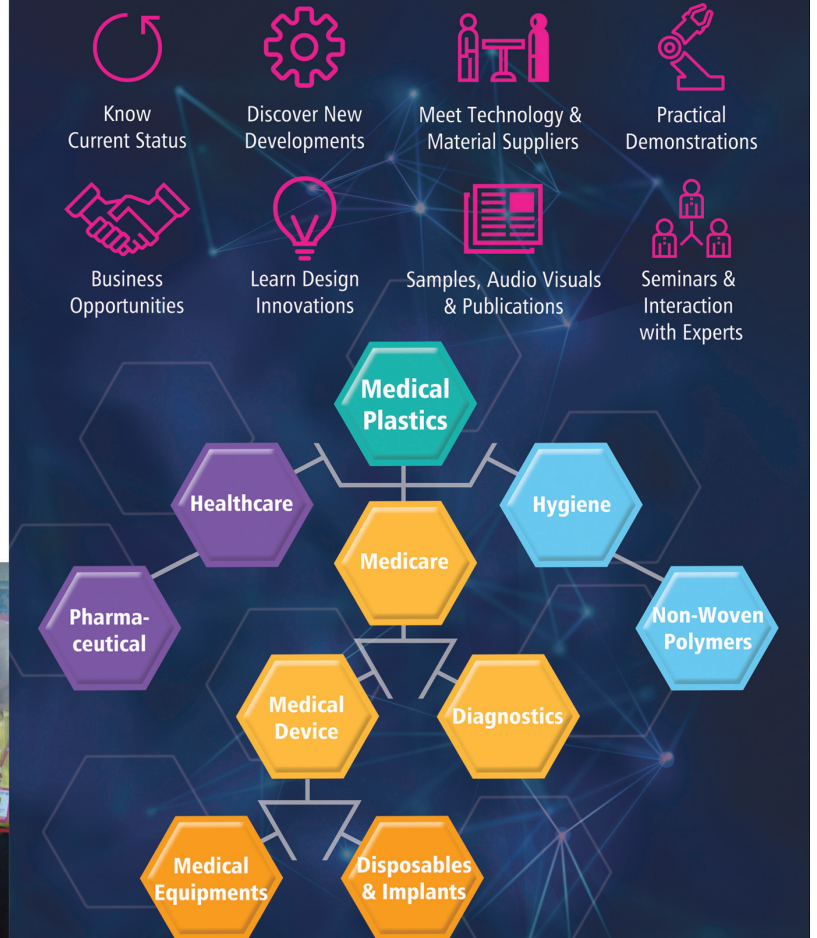 Know
Current Status
Discover New
Developments
Meet Technology &
Material Suppliers
Practical
Demonstrations
Business
Opportunities
Learn Design
Innovations
Samples, Audio Visuals
& Publications
Seminars &
Interaction
with Experts
Medical
Plastics
Healthcare
Hygiene
Medicare
Pharma-
ceutical
Non-Woven
Polymers
Medical
Device
Diagnostics
Medical
Equipments
Disposables
& Implants